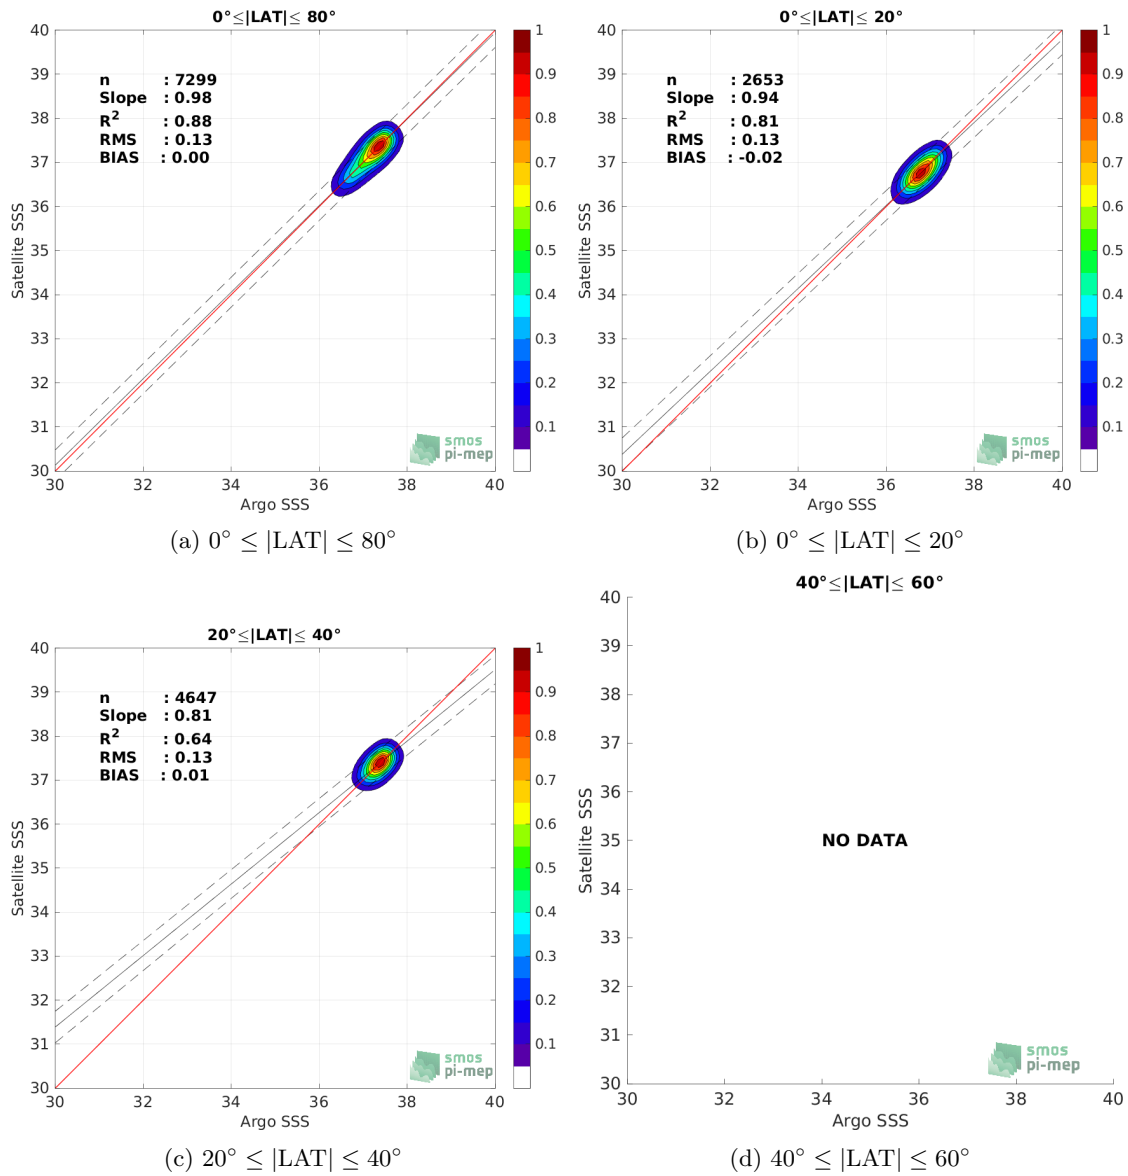 0°≤|LAT|≤ 80°
40
39
38
37
36
35
34
33
32
31
30
Satellite SSS
n : 7299
Slope : 0.98
R² : 0.88
RMS : 0.13
BIAS : 0.00
smos
pi-mep
30 32 34 36 38 40
Argo SSS
1
0.9
0.8
0.7
0.6
0.5
0.4
0.3
0.2
0.1
(a) 0° ≤ |LAT| ≤ 80°
0°≤|LAT|≤ 20°
40
39
38
37
36
35
34
33
32
31
30
Satellite SSS
n : 2653
Slope : 0.94
R² : 0.81
RMS : 0.13
BIAS : -0.02
smos
pi-mep
30 32 34 36 38 40
Argo SSS
1
0.9
0.8
0.7
0.6
0.5
0.4
0.3
0.2
0.1
(b) 0° ≤ |LAT| ≤ 20°
20°≤|LAT|≤ 40°
40
39
38
37
36
35
34
33
32
31
30
Satellite SSS
n : 4647
Slope : 0.81
R² : 0.64
RMS : 0.13
BIAS : 0.01
smos
pi-mep
30 32 34 36 38 40
Argo SSS
1
0.9
0.8
0.7
0.6
0.5
0.4
0.3
0.2
0.1
(c) 20° ≤ |LAT| ≤ 40°
40°≤|LAT|≤ 60°
40
39
38
37
36
35
34
33
32
31
30
Satellite SSS
NO DATA
smos
pi-mep
30 32 34 36 38 40
Argo SSS
(d) 40° ≤ |LAT| ≤ 60°